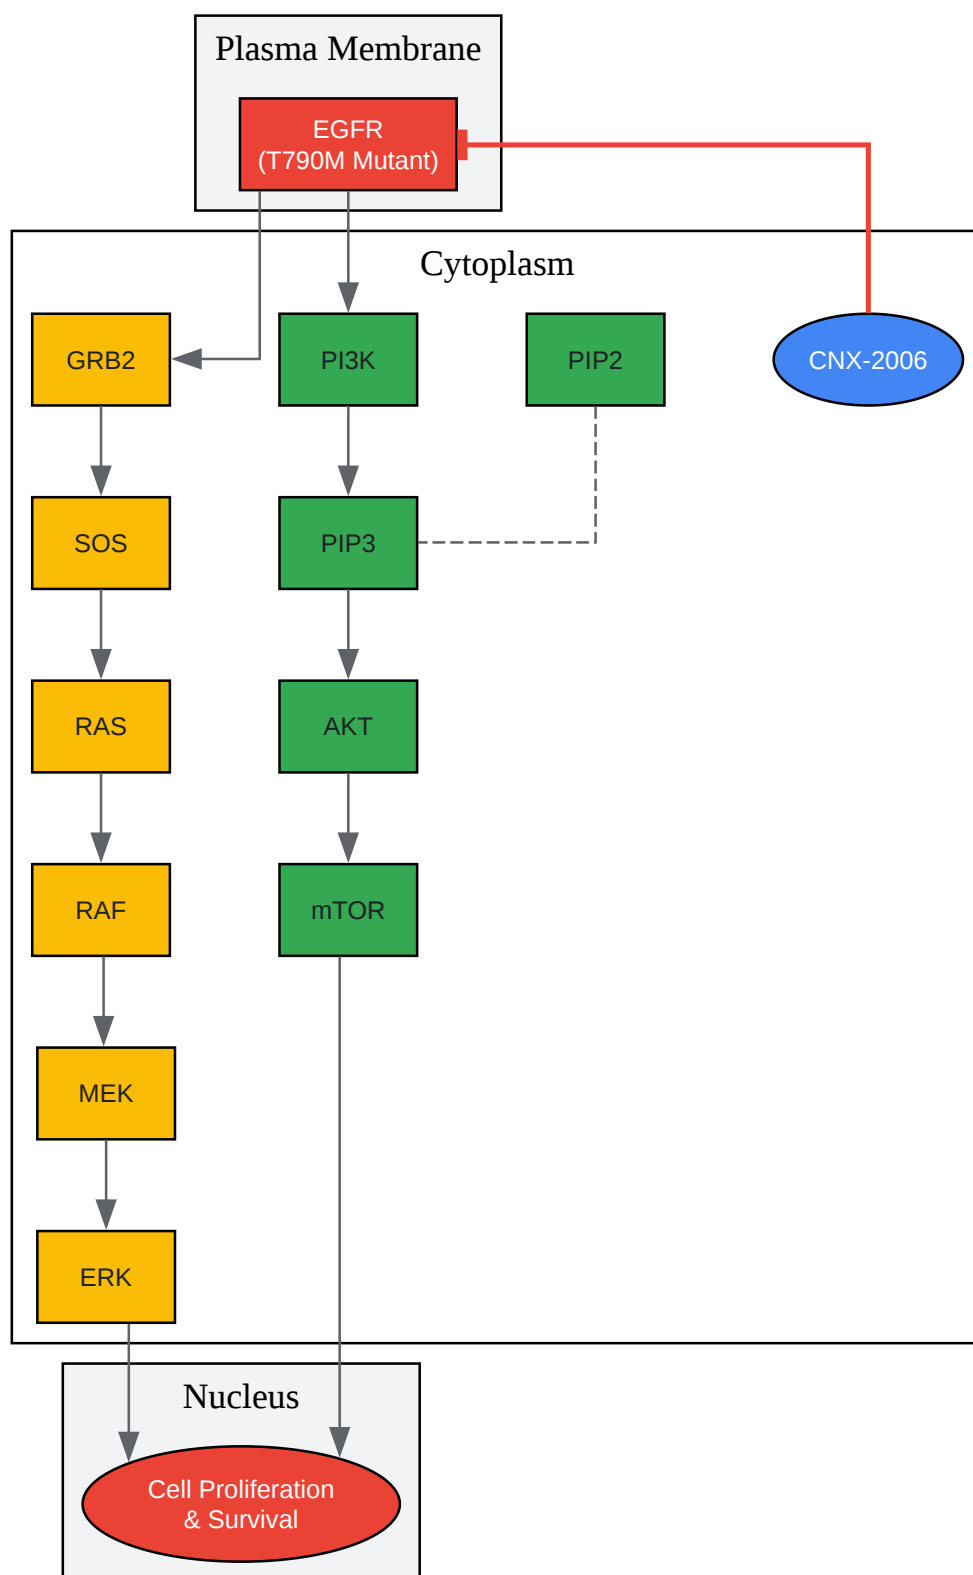 Plasma Membrane
EGFR
(T790M Mutant)
Cytoplasm
GRB2
PI3K
PIP2
CNX-2006
SOS
PIP3
RAS
AKT
RAF
mTOR
MEK
ERK
Nucleus
Cell Proliferation
& Survival